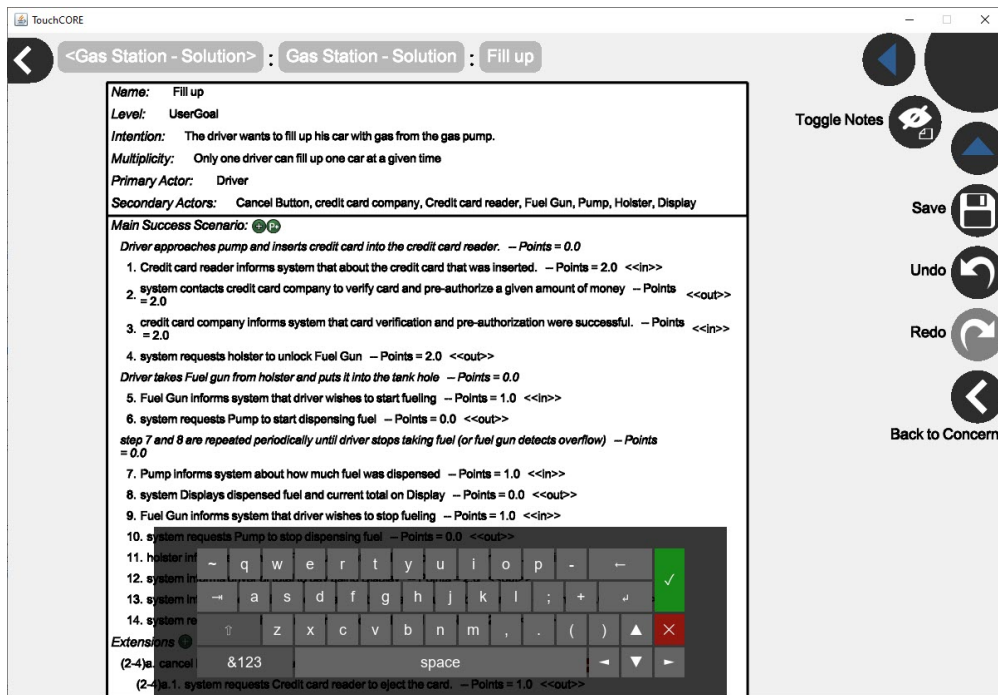 TouchCORE
<Gas Station - Solution> : Gas Station - Solution : Fill up
Name: Fill up
Level: UserGoal
Intention: The driver wants to fill up his car with gas from the gas pump.
Multiplicity: Only one driver can fill up one car at a given time
Primary Actor: Driver
Secondary Actors: Cancel Button, credit card company, Credit card reader, Fuel Gun, Pump, Holster, Display
Main Success Scenario:
Driver approaches pump and inserts credit card into the credit card reader. -- Points = 0.0
1. Credit card reader informs system that about the credit card that was inserted. -- Points = 2.0 <<in>>
2. system contacts credit card company to verify card and pre-authorize a given amount of money -- Points
= 2.0 <<out>>
3. credit card company informs system that card verification and pre-authorization were successful. -- Points
= 2.0 <<in>>
4. system requests holster to unlock Fuel Gun -- Points = 2.0 <<out>>
Driver takes Fuel gun from holster and puts it into the tank hole -- Points = 0.0
5. Fuel Gun informs system that driver wishes to start fueling -- Points = 1.0 <<in>>
6. system requests Pump to start dispensing fuel -- Points = 0.0 <<out>>
step 7 and 8 are repeated periodically until driver stops taking fuel (or fuel gun detects overflow) -- Points
= 0.0
7. Pump informs system about how much fuel was dispensed -- Points = 1.0 <<in>>
8. system Displays dispensed fuel and current total on Display -- Points = 0.0 <<out>>
9. Fuel Gun informs system that driver wishes to stop fueling -- Points = 1.0 <<in>>
10. system requests Pump to stop dispensing fuel -- Points = 0.0 <<out>>
11. holster
12. system
13. system
14. system
Extensions
(2-4)a. cancel
(2-4)a.1. system requests Credit card reader to eject the card. -- Points = 1.0 <<out>>
~ q w e r t y u i o p - ←
a s d f g h j k l ; +
z x c v b n m , . ( )
&123 space
Toggle Notes
Save
Undo
Redo
Back to Concern